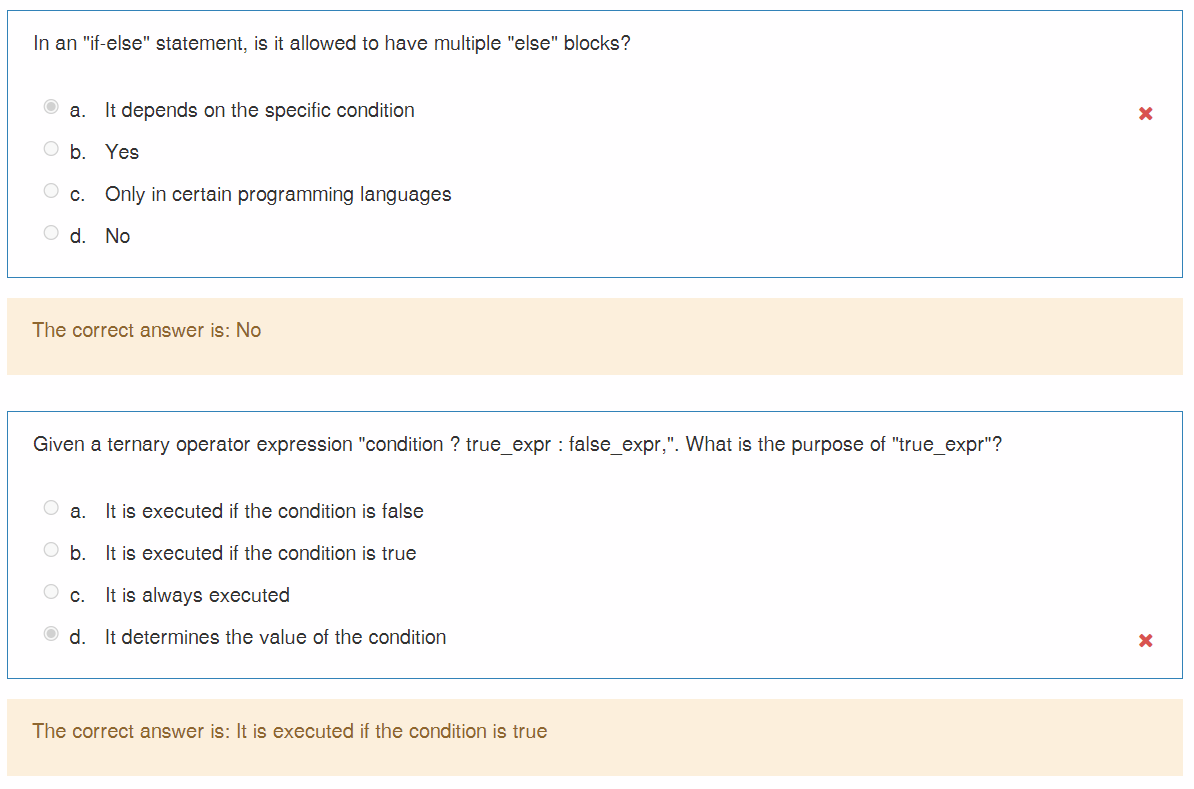 In an "if-else" statement, is it allowed to have multiple "else" blocks?
a. It depends on the specific condition
b. Yes
c. Only in certain programming languages
d. No
The correct answer is: No
Given a ternary operator expression "condition ? true_expr : false_expr,". What is the purpose of "true_expr"?
a. It is executed if the condition is false
b. It is executed if the condition is true
c. It is always executed
d. It determines the value of the condition
The correct answer is: It is executed if the condition is true